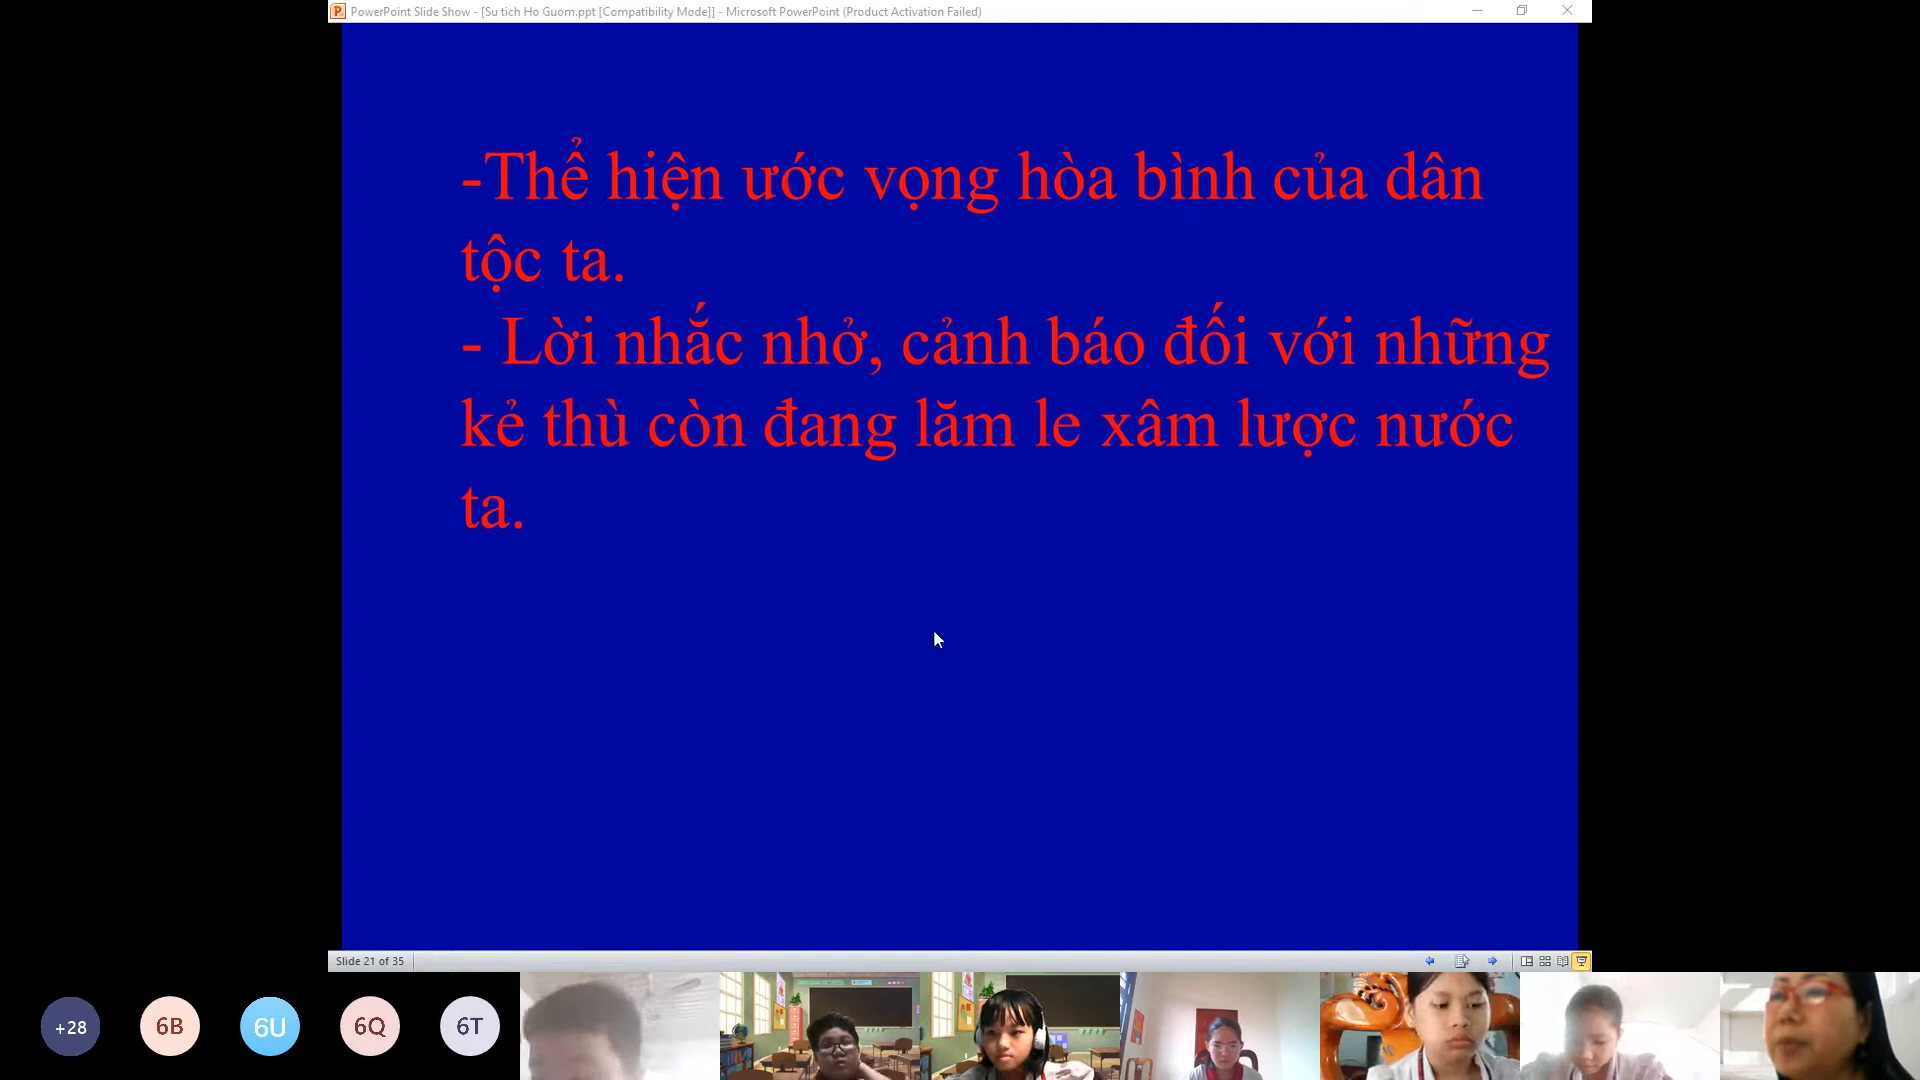 PowerPoint Slide Show - [Su tich Ho Guom.ppt [Compatibility Mode]] - Microsoft PowerPoint (Product Activation Failed)
-Thể hiện ước vọng hòa bình của dân
tộc ta.
- Lời nhắc nhở, cảnh báo đối với những
kẻ thù còn đang lăm le xâm lược nước
ta.
Slide 21 of 35
+28 6B 6U 6Q 6T